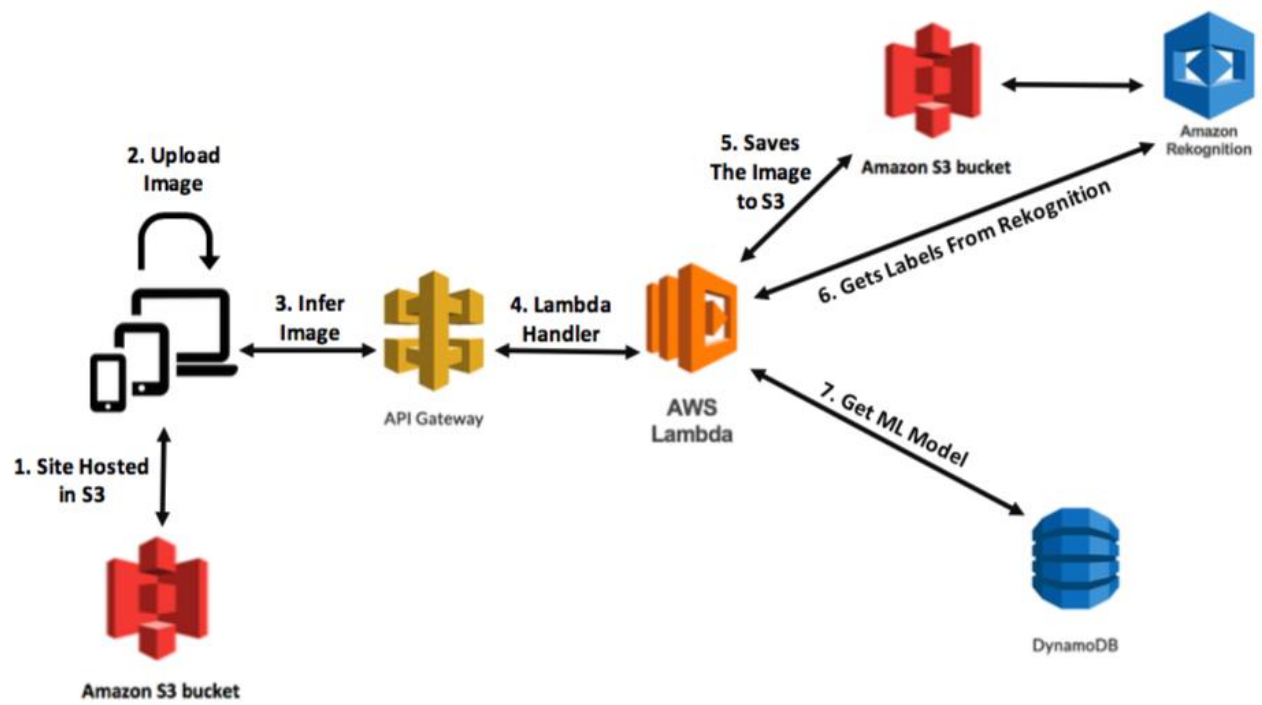 2. Upload
Image
5. Saves
The Image
to S3
Amazon S3 bucket
Amazon
Rekognition
6. Gets Labels From Rekognition
3. Infer
Image
4. Lambda
Handler
API Gateway
AWS
Lambda
7. Get ML Model
1. Site Hosted
in S3
DynamoDB
Amazon S3 bucket